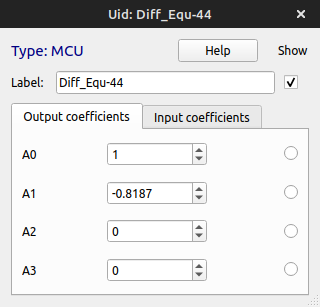 Uid: Diff_Equ-44
Type: MCU Help Show
Label: Diff_Equ-44
Output coefficients Input coefficients
A0 1
A1 -0.8187
A2 0
A3 0